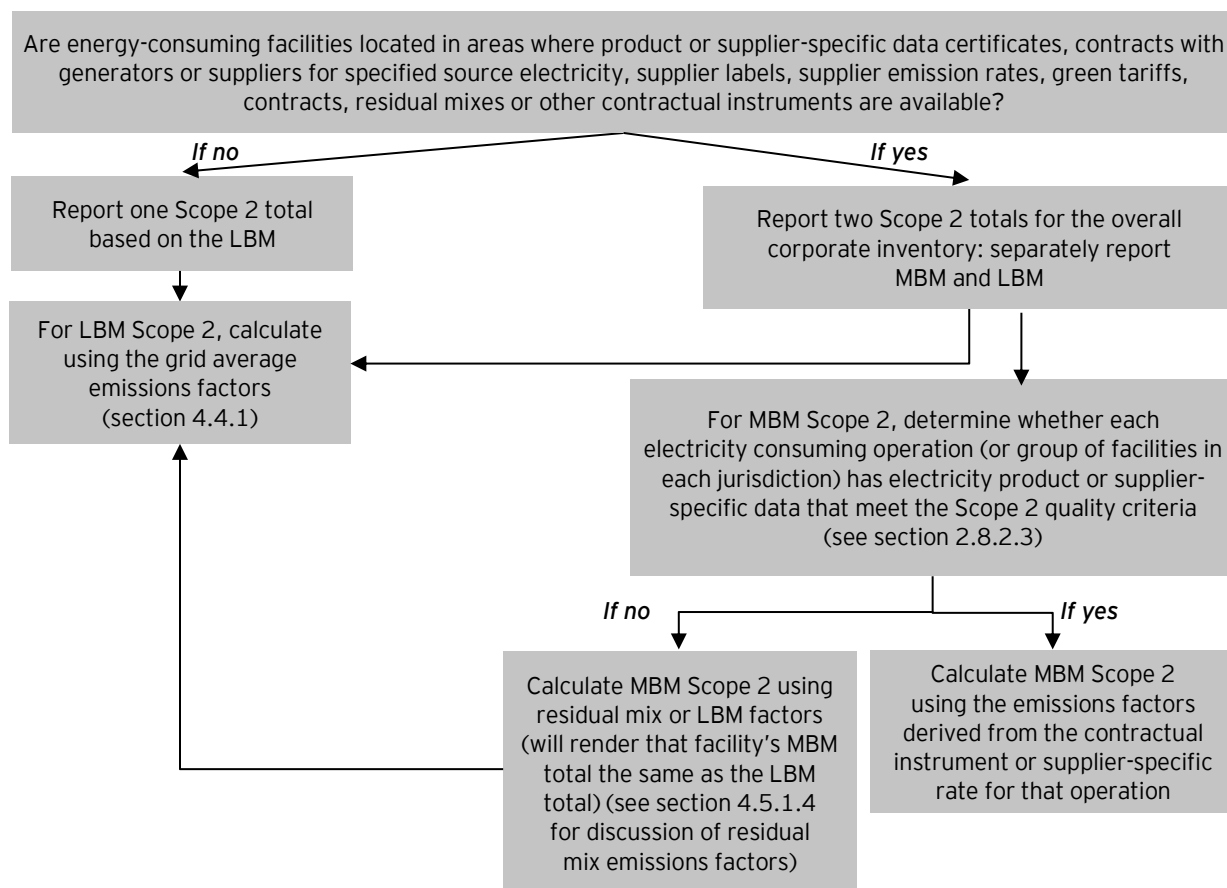 Are energy-consuming facilities located in areas where product or supplier-specific data certificates, contracts with
generators or suppliers for specified source electricity, supplier labels, supplier emission rates, green tariffs,
contracts, residual mixes or other contractual instruments are available?
If no
If yes
Report one Scope 2 total
based on the LBM
Report two Scope 2 totals for the overall
corporate inventory: separately report
MBM and LBM
For LBM Scope 2, calculate
using the grid average
emissions factors
(section 4.4.1)
For MBM Scope 2, determine whether each
electricity consuming operation (or group of facilities in
each jurisdiction) has electricity product or supplier-
specific data that meet the Scope 2 quality criteria
(see section 2.8.2.3)
If no
If yes
Calculate MBM Scope 2 using
residual mix or LBM factors
(will render that facility's MBM
total the same as the LBM
total) (see section 4.5.1.4
for discussion of residual
mix emissions factors)
Calculate MBM Scope 2
using the emissions factors
derived from the contractual
instrument or supplier-specific
rate for that operation